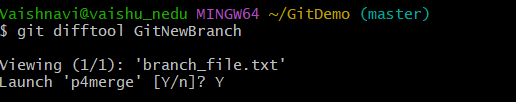 Vaishnavi@vaishu_nedu MINGW64 ~/GitDemo (master)
$ git difftool GitNewBranch
Viewing (1/1): 'branch_file.txt'
Launch 'p4merge' [Y/n]? Y